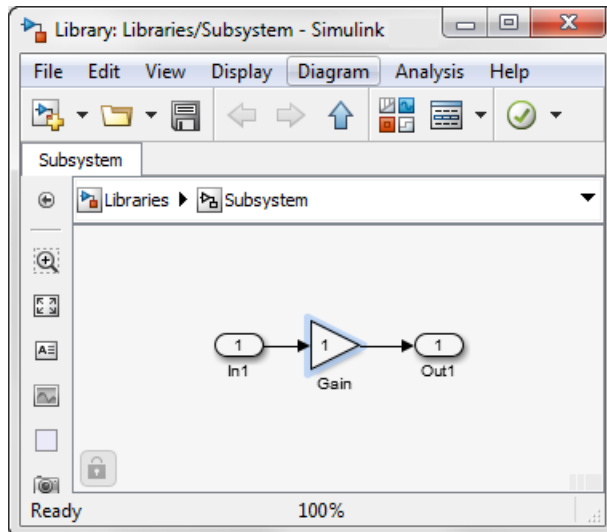 Library: Libraries/Subsystem - Simulink
File Edit View Display Diagram Analysis Help
Subsystem
Libraries Subsystem
A
1 1 1
In1 Gain Out1
Ready 100%